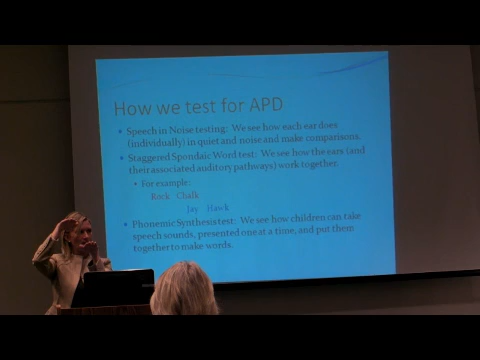 How we test for APD
• Speech in Noise testing: We see how each ear does
(individually) in quiet and noise and make comparisons.
• Staggered Spondaic Word test: We see how the ears (and
their associated auditory pathways) work together.
• For example:
Rock Chalk
Jay Hawk
• Phonemic Synthesis test: We see how children can take
speech sounds, presented one at a time, and put them
together to make words.